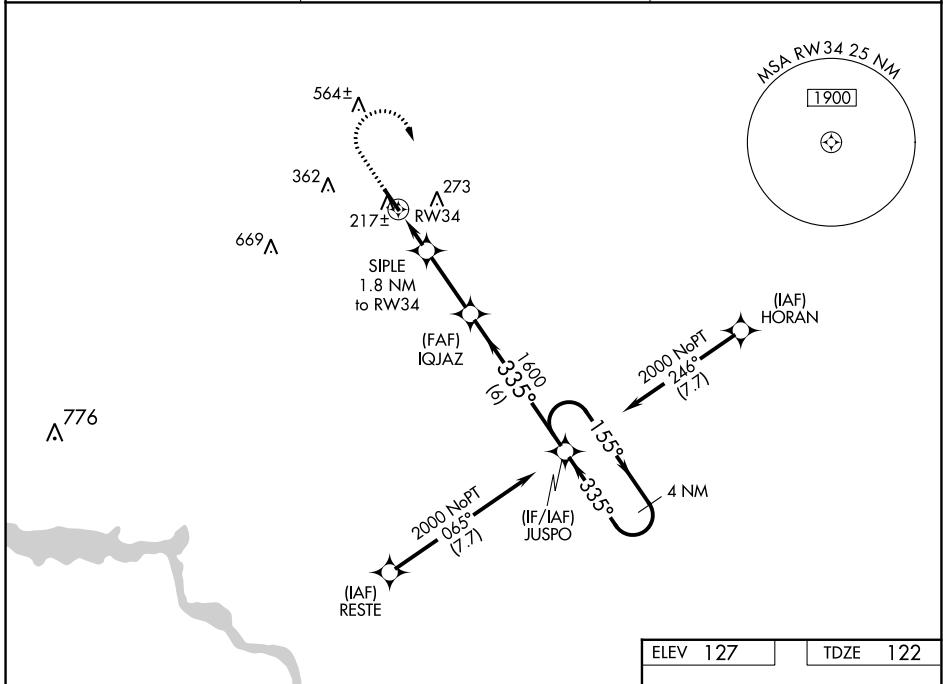 MSA RW34 25 NM
1900
564±
362
273
217±
RW34
669
SIPLE
1.8 NM
to RW34
(FAF)
IQJAZ
(IAF)
HORAN
2000 NoPT
246°
(7.7)
1600
335°
(6)
776
155°
335°
4 NM
(IF/IAF)
JUSPO
2000 NoPT
065°
(7.7)
(IAF)
RESTE
ELEV 127
TDZE 122